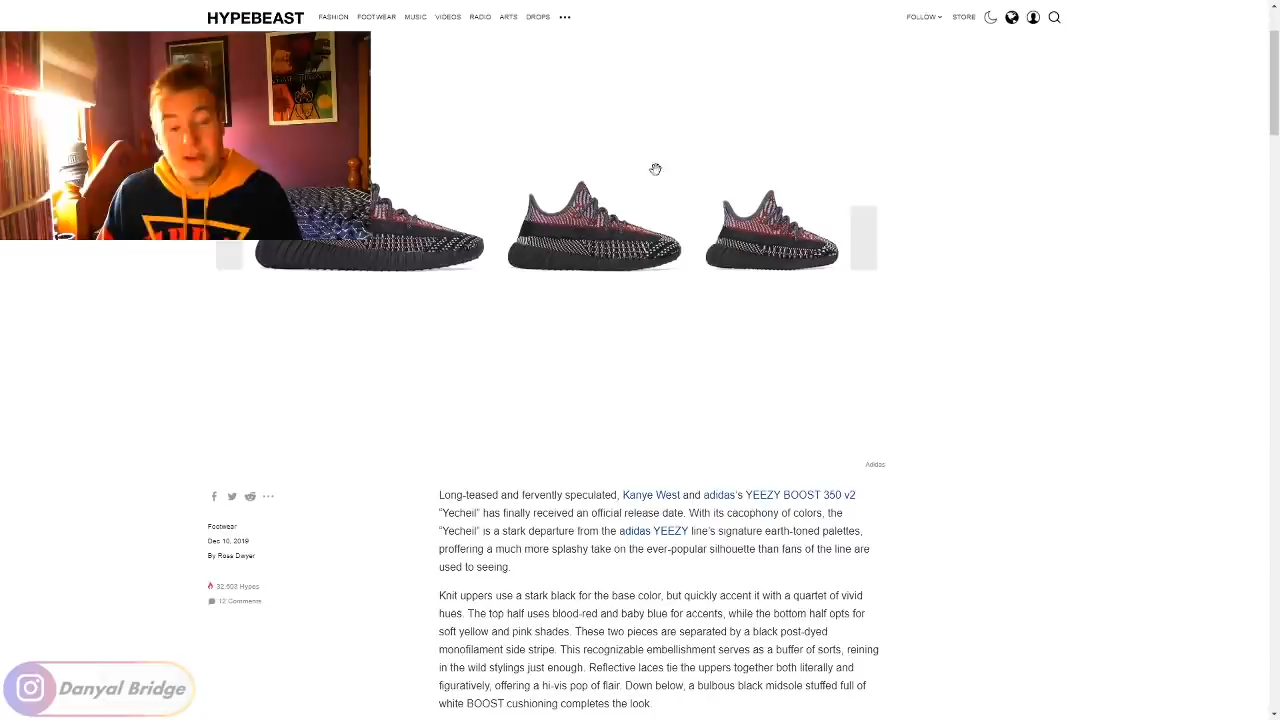 HYPEBEAST FASHION FOOTWEAR MUSIC VIDEOS RADIO ARTS DROPS FOLLOW STORE
Adidas
Footwear
Dec 10, 2019
By Ross Dwyer
32,603 Hypes
12 Comments
Long-teased and fervently speculated, Kanye West and adidas's YEEZY BOOST 350 v2
"Yecheil" has finally received an official release date. With its cacophony of colors, the
"Yecheil" is a stark departure from the adidas YEEZY line's signature earth-toned palettes,
proffering a much more splashy take on the ever-popular silhouette than fans of the line are
used to seeing.
Knit uppers use a stark black for the base color, but quickly accent it with a quartet of vivid
hues. The top half uses blood-red and baby blue for accents, while the bottom half opts for
soft yellow and pink shades. These two pieces are separated by a black post-dyed
monofilament side stripe. This recognizable embellishment serves as a buffer of sorts, reining
in the wild stylings just enough. Reflective laces tie the uppers together both literally and
figuratively, offering a hi-vis pop of flair. Down below, a bulbous black midsole stuffed full of
white BOOST cushioning completes the look.
Danyal Bridge